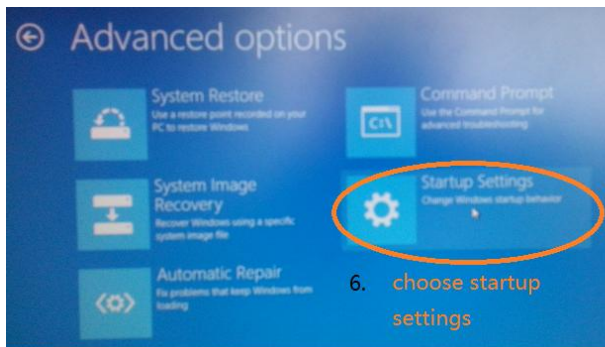 Advanced options
System Restore
Use a restore point recorded on your
PC to restore Windows
System Image
Recovery
Recover Windows using a specific
system image file
Automatic Repair
Fix problems that keep Windows from
loading
C:\
Command Prompt
Use the Command Prompt for
advanced troubleshooting
Startup Settings
Change Windows startup behavior
6. choose startup
settings